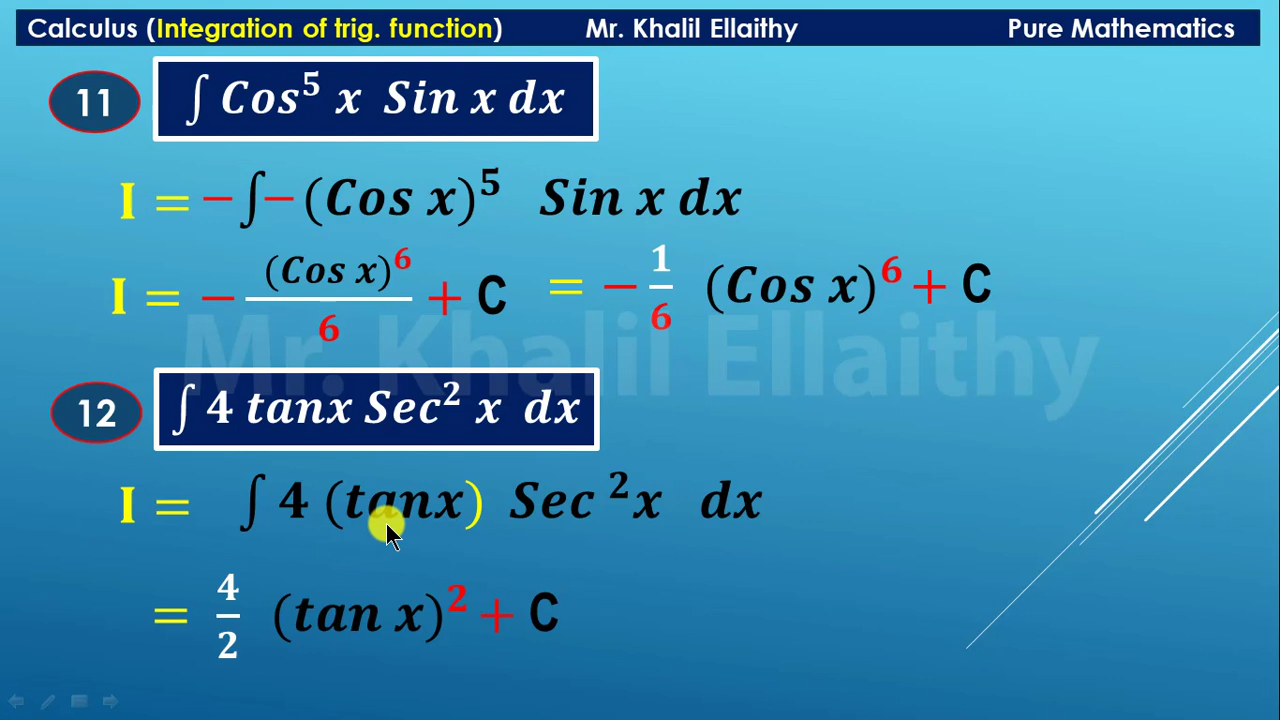 Calculus (Integration of trig. function) Mr. Khalil Ellaithy Pure Mathematics
11 ∫ Cos⁵ x Sin x dx
I = − ∫ − (Cos x)⁵ Sin x dx
I = − (Cos x)⁶ / 6 + C = − 1/6 (Cos x)⁶ + C
Mr. Khalil Ellaithy
12 ∫ 4 tanx Sec² x dx
I = ∫ 4 (tanx) Sec ²x dx
= 4/2 (tan x)² + C